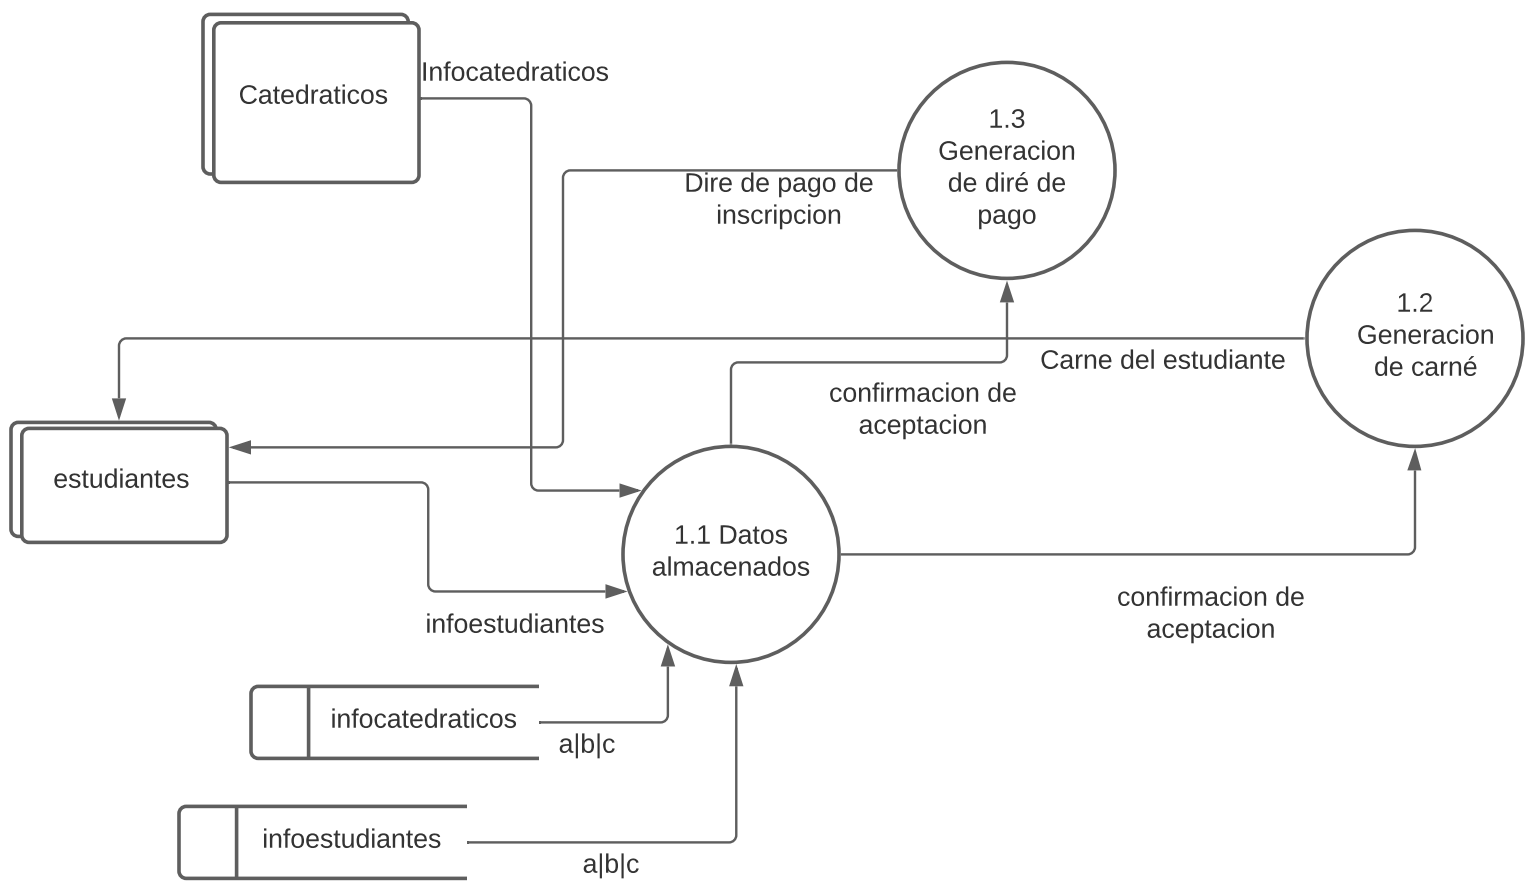 Infocatedraticos
Catedraticos
1.3
Generacion
de diré de
pago
Dire de pago de
inscripcion
1.2
Generacion
de carné
Carne del estudiante
confirmacion de
aceptacion
estudiantes
1.1 Datos
almacenados
confirmacion de
aceptacion
infoestudiantes
infocatedraticos
a|b|c
infoestudiantes
a|b|c